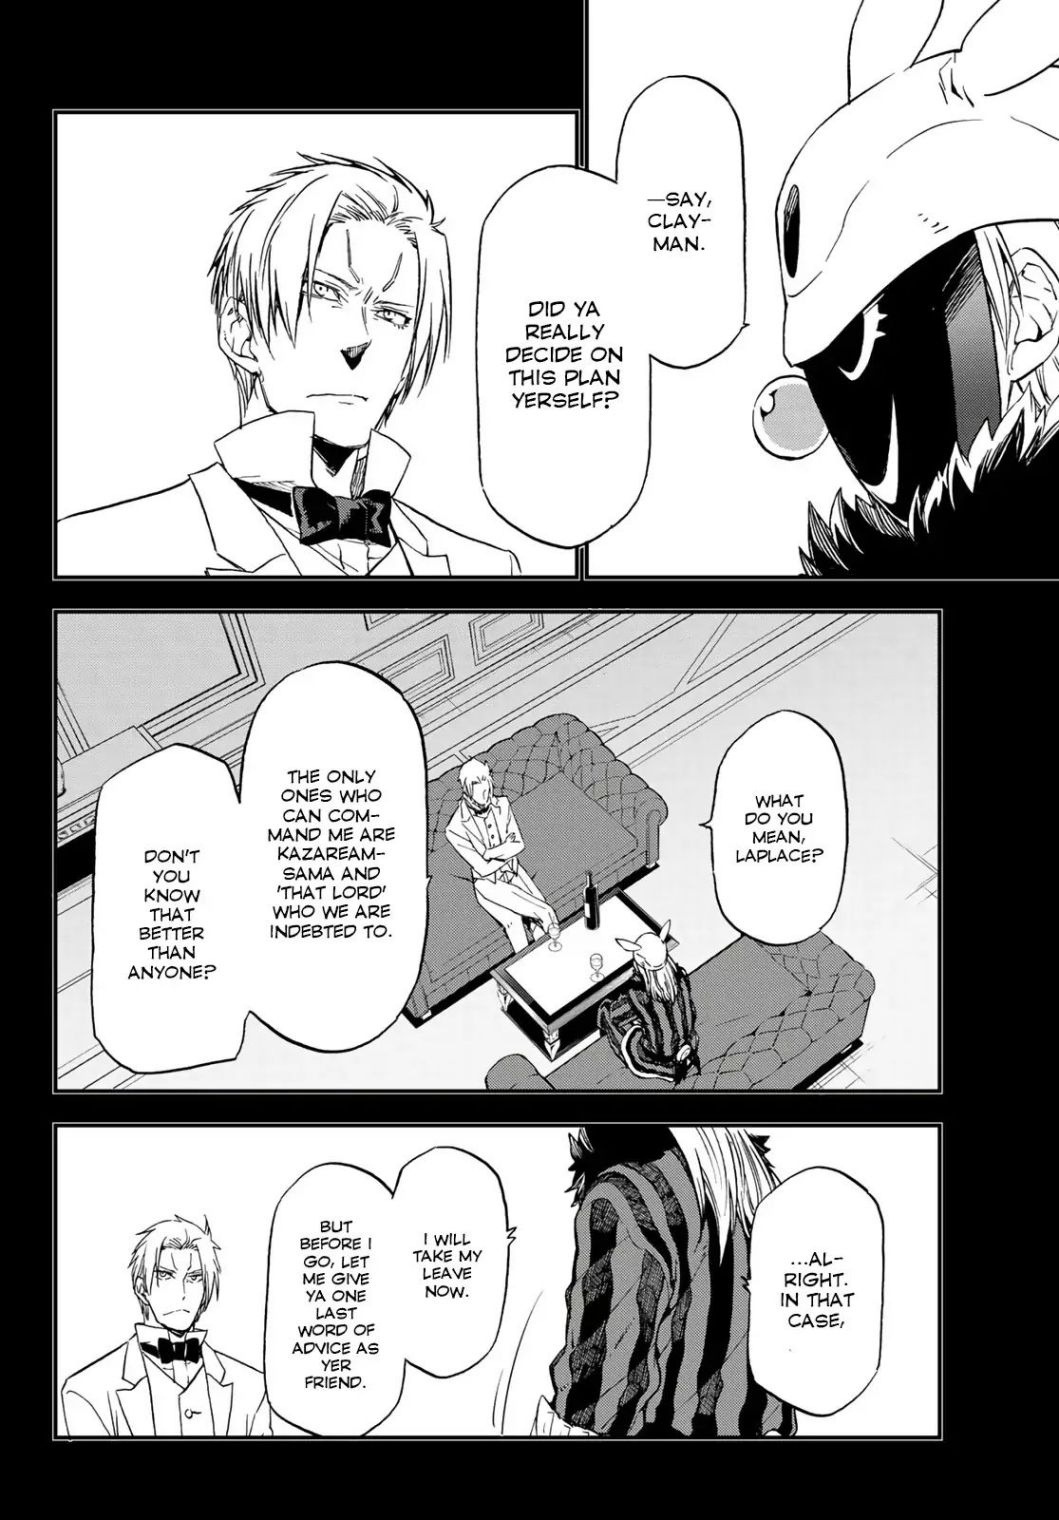 —SAY,
CLAY-
MAN.
DID YA
REALLY
DECIDE ON
THIS PLAN
YERSELF?
WHAT
DO YOU
MEAN,
LAPLACE?
THE ONLY
ONES WHO
CAN COM-
MAND ME ARE
KAZAREAM-
SAMA AND
'THAT LORD'
WHO WE ARE
INDEBTED TO.
DON'T
YOU
KNOW
THAT
BETTER
THAN
ANYONE?
...AL-
RIGHT.
IN THAT
CASE,
I WILL
TAKE MY
LEAVE
NOW.
BUT
BEFORE I
GO, LET
ME GIVE
YA ONE
LAST
WORD OF
ADVICE AS
YER
FRIEND.